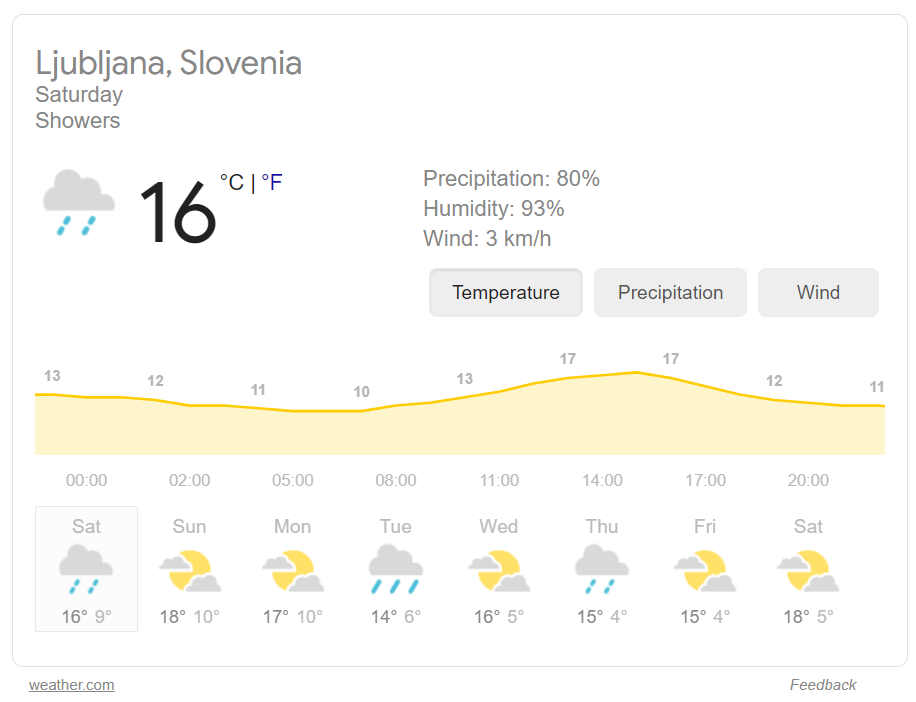 Ljubljana, Slovenia
Saturday
Showers
16 °C | °F
Precipitation: 80%
Humidity: 93%
Wind: 3 km/h
Temperature Precipitation Wind
13 12 11 10 13 17 17 12 11
00:00 02:00 05:00 08:00 11:00 14:00 17:00 20:00
Sat Sun Mon Tue Wed Thu Fri Sat
16° 9° 18° 10° 17° 10° 14° 6° 16° 5° 15° 4° 15° 4° 18° 5°
weather.com Feedback